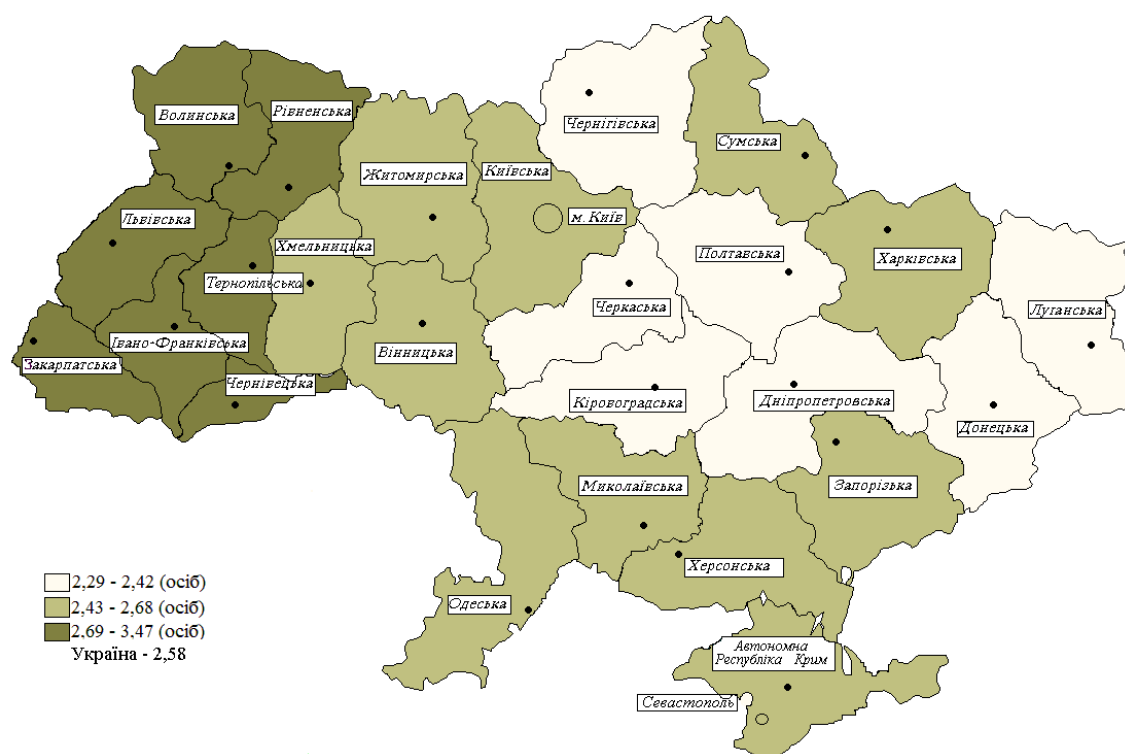 Волинська
Рівненська
Чернігівська
Сумська
Житомирська
Київська
м. Київ
Львівська
Хмельницька
Тернопільська
Полтавська
Харківська
Черкаська
Луганська
Івано-Франківська
Закарпатська
Вінницька
Чернівецька
Кіровоградська
Дніпропетровська
Донецька
Миколаївська
Запорізька
Херсонська
Одеська
Автономна
Республіка Крим
Севастополь
2,29 - 2,42 (осіб)
2,43 - 2,68 (осіб)
2,69 - 3,47 (осіб)
Україна - 2,58